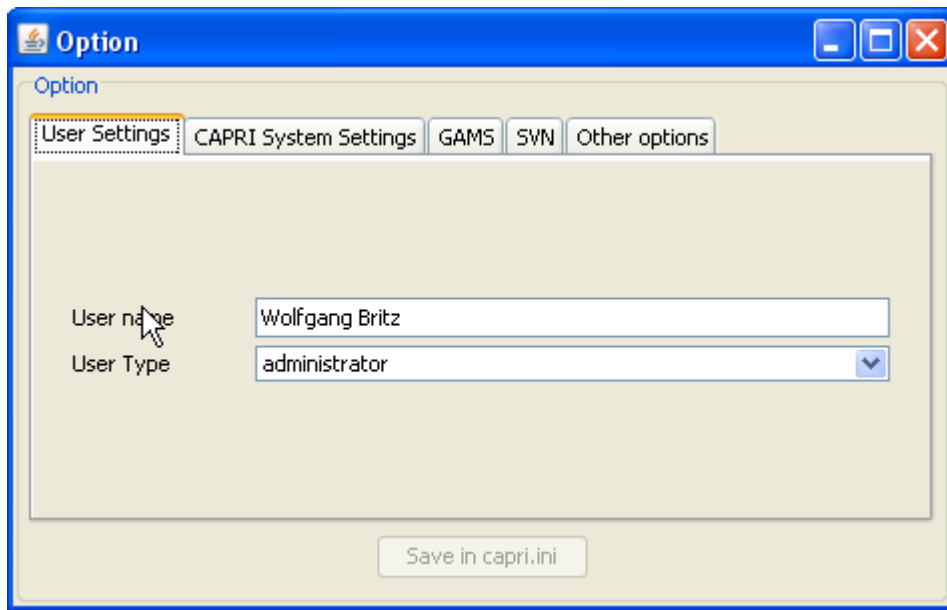 Option
Option
User Settings CAPRI System Settings GAMS SVN Other options
User name Wolfgang Britz
User Type administrator
Save in capri.ini